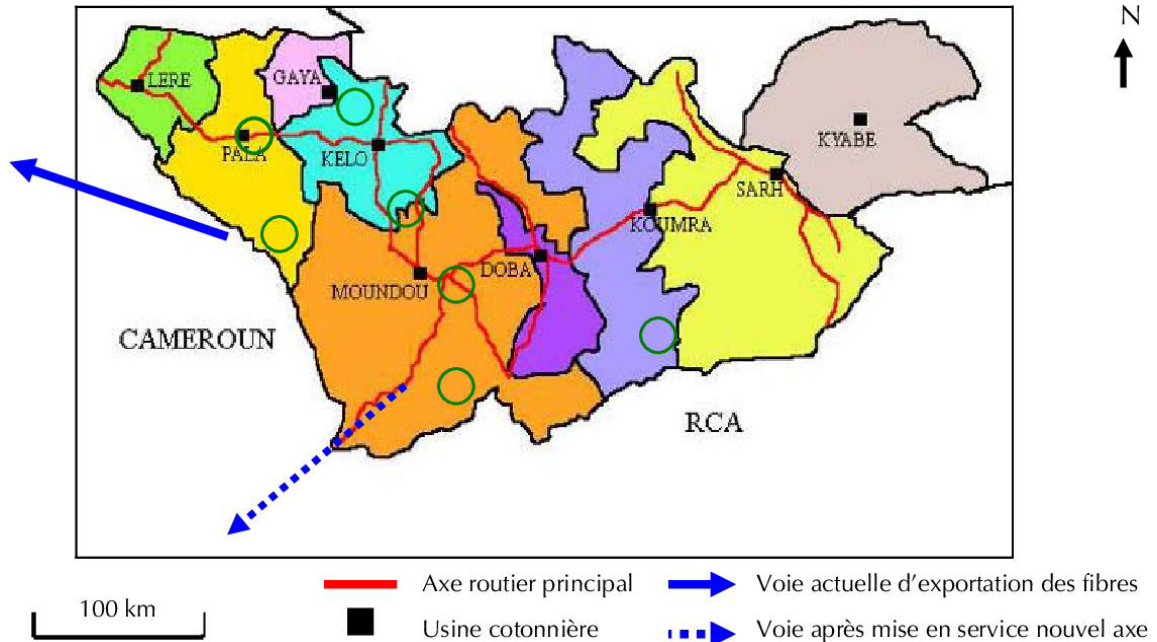 N
LERE
GAYA
PALA
KELO
KYABE
SARH
KOUMRA
DOBA
MOUNDOU
CAMEROUN
RCA
100 km
Axe routier principal
Voie actuelle d’exportation des fibres
Usine cotonnière
Voie après mise en service nouvel axe